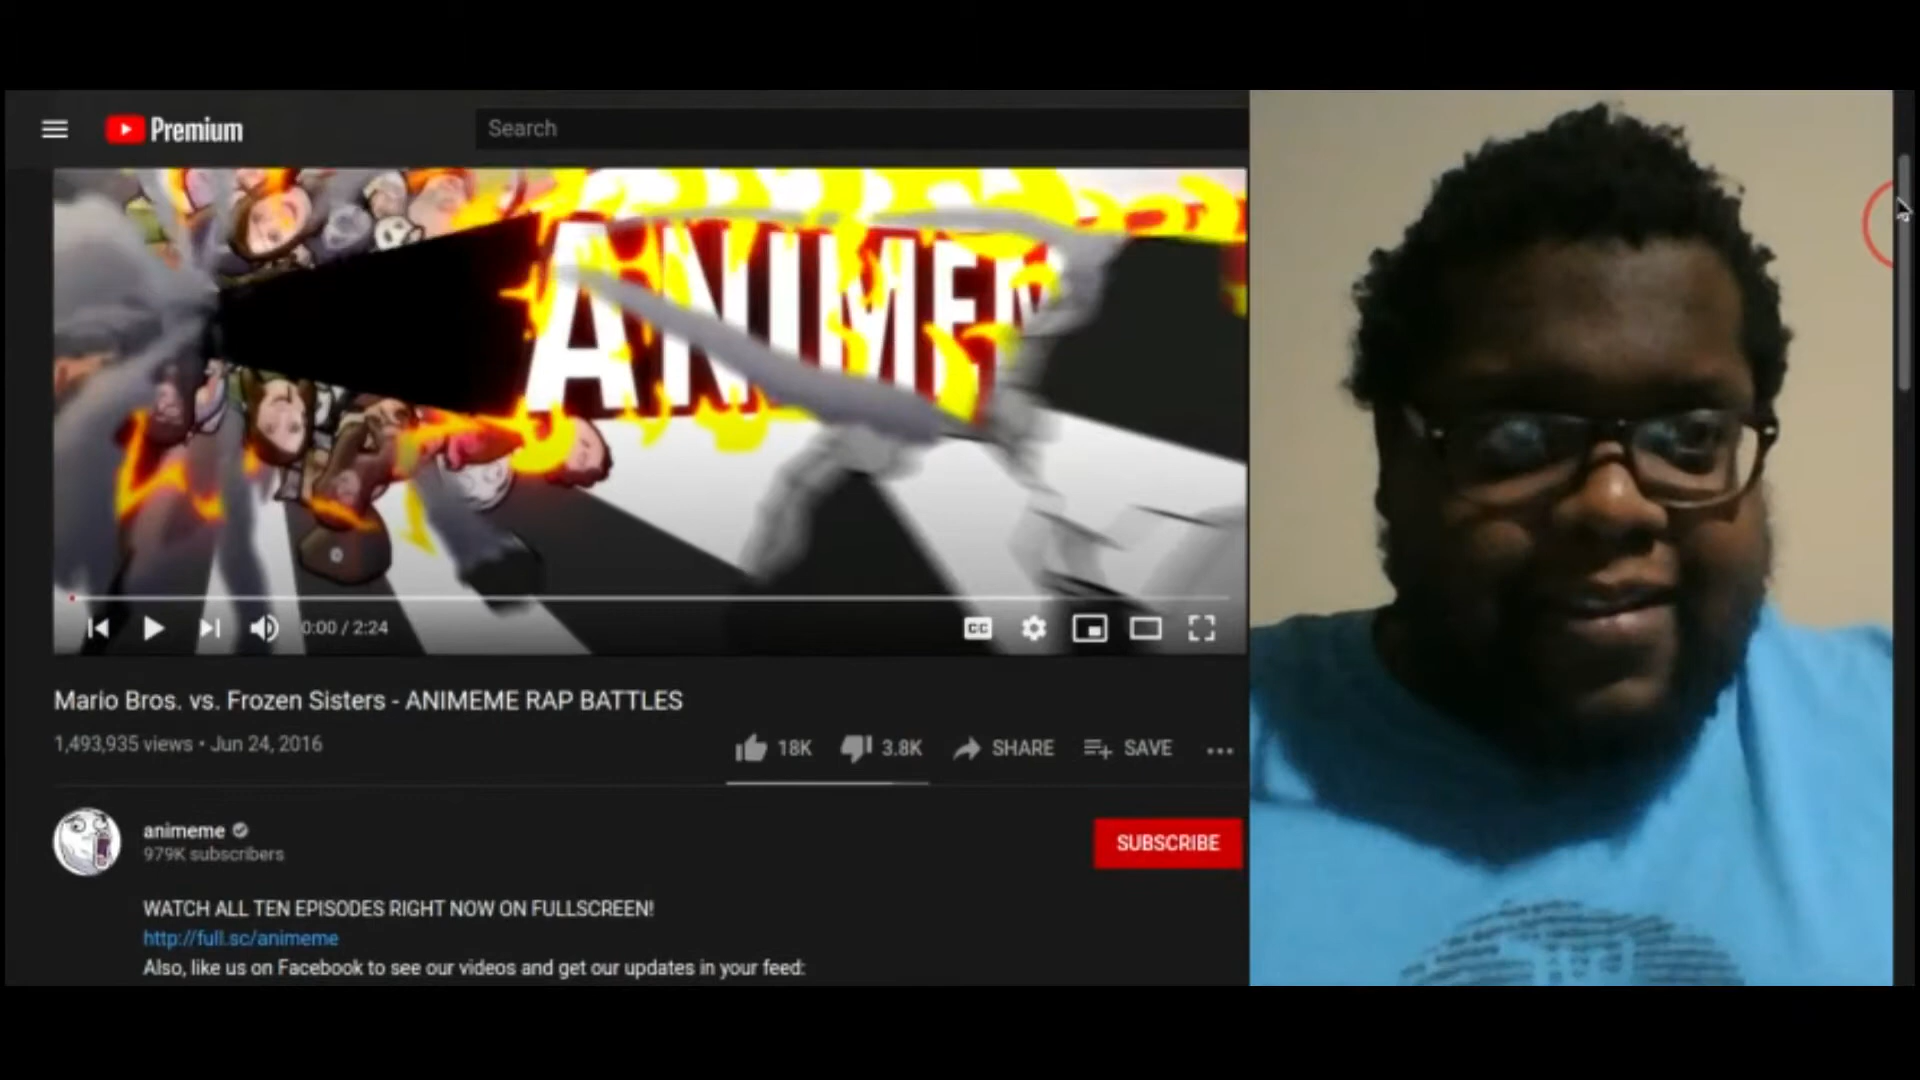 Premium
Search
ANIMEM
0:00 / 2:24
CC
Mario Bros. vs. Frozen Sisters - ANIMEME RAP BATTLES
1,493,935 views • Jun 24, 2016
18K
3.8K
SHARE
SAVE
animeme
979K subscribers
SUBSCRIBE
WATCH ALL TEN EPISODES RIGHT NOW ON FULLSCREEN!
http://full.sc/animeme
Also, like us on Facebook to see our videos and get our updates in your feed: